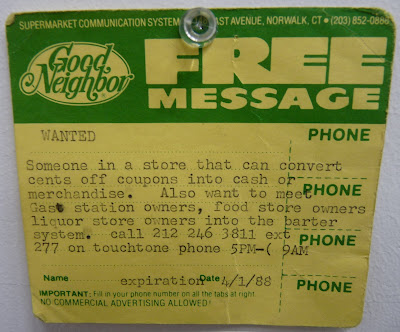 SUPERMARKET COMMUNICATION SYSTEM AST AVENUE, NORWALK, CT • (203) 852-0888
Good Neighbor
FREE MESSAGE
WANTED
PHONE
Someone in a store that can convert
cents off coupons into cash or
merchandise. Also want to meet
PHONE
Gast station owners, food store owners
liquor store owners into the barter
system. call 212 246 3811 ext
PHONE
277 on touchtone phone 5PM-( 9AM
Name expiration Date 4/1/88
PHONE
IMPORTANT: Fill in your phone number on all the tabs at right.
NO COMMERCIAL ADVERTISING ALLOWED!